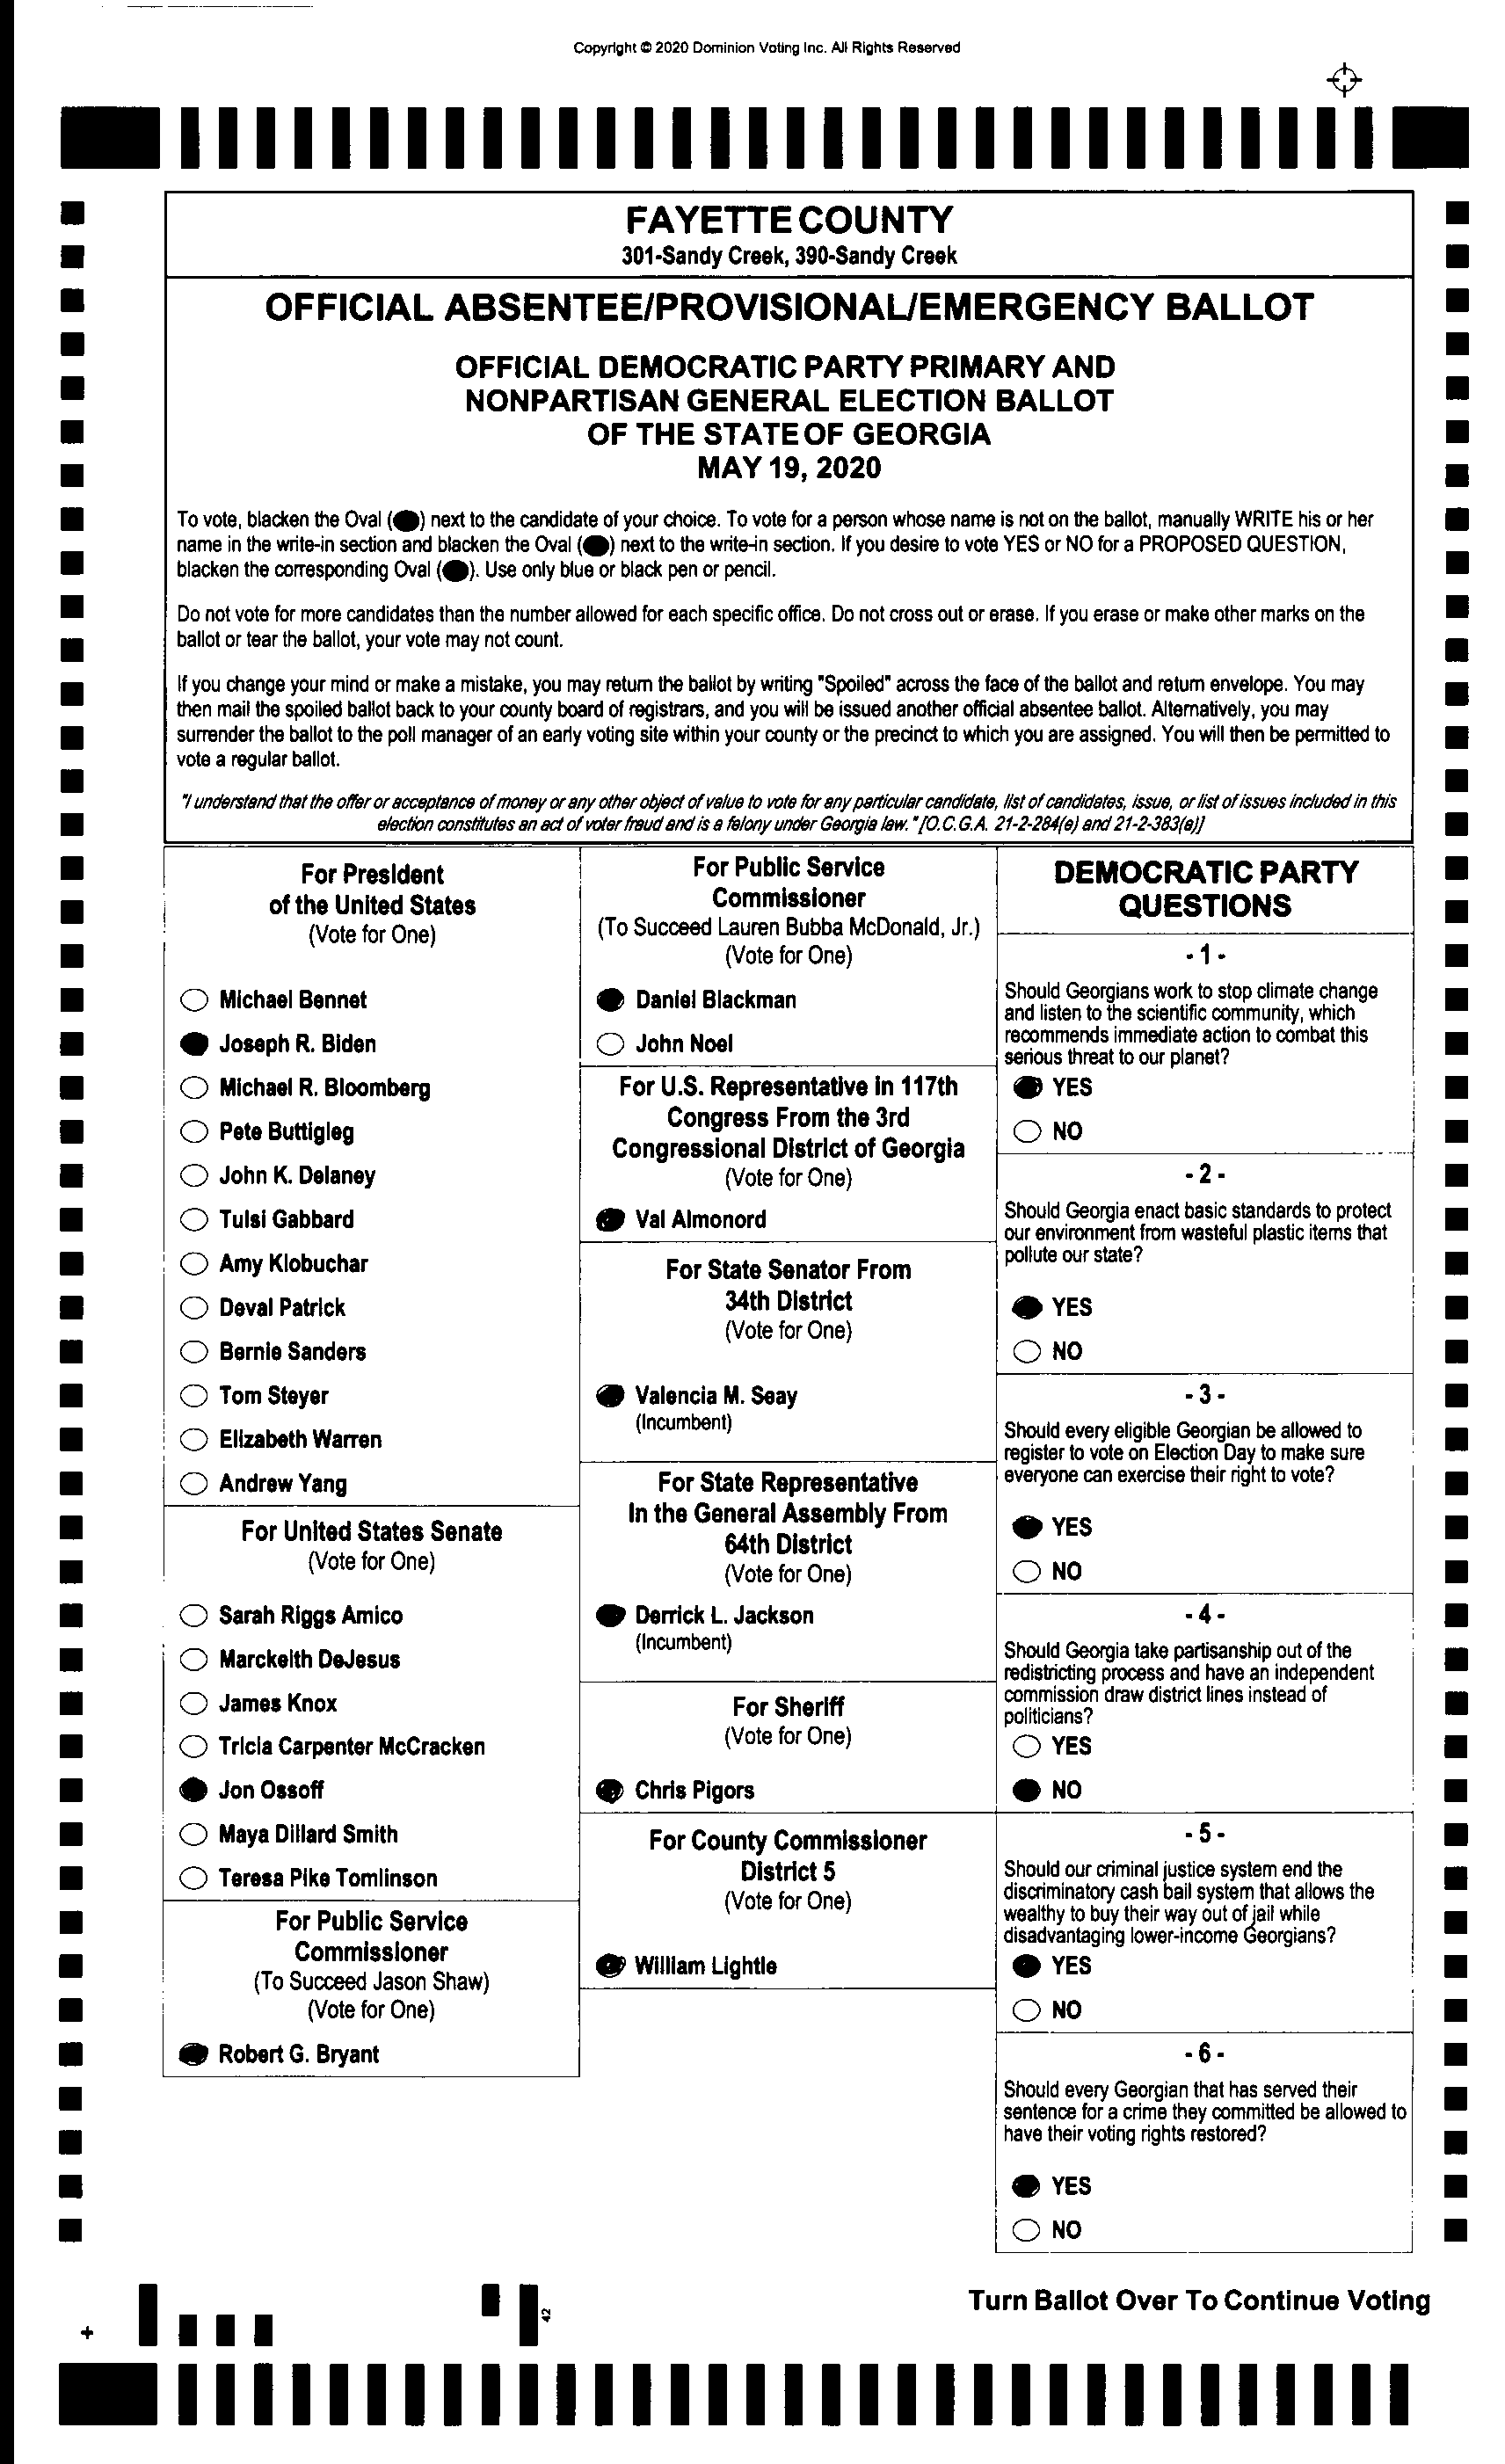 Copyright © 2020 Dominion Voting Inc. All Rights Reserved
FAYETTE COUNTY
301-Sandy Creek, 390-Sandy Creek
OFFICIAL ABSENTEE/PROVISIONAL/EMERGENCY BALLOT
OFFICIAL DEMOCRATIC PARTY PRIMARY AND
NONPARTISAN GENERAL ELECTION BALLOT
OF THE STATE OF GEORGIA
MAY 19, 2020
To vote, blacken the Oval (●) next to the candidate of your choice. To vote for a person whose name is not on the ballot, manually WRITE his or her
name in the write-in section and blacken the Oval (●) next to the write-in section. If you desire to vote YES or NO for a PROPOSED QUESTION,
blacken the corresponding Oval (●). Use only blue or black pen or pencil.
Do not vote for more candidates than the number allowed for each specific office. Do not cross out or erase. If you erase or make other marks on the
ballot or tear the ballot, your vote may not count.
If you change your mind or make a mistake, you may return the ballot by writing "Spoiled" across the face of the ballot and return envelope. You may
then mail the spoiled ballot back to your county board of registrars, and you will be issued another official absentee ballot. Alternatively, you may
surrender the ballot to the poll manager of an early voting site within your county or the precinct to which you are assigned. You will then be permitted to
vote a regular ballot.
"I understand that the offer or acceptance of money or any other object of value to vote for any particular candidate, list of candidates, issue, or list of issues included in this
election constitutes an act of voter fraud and is a felony under Georgia law." [O.C.G.A. 21-2-284(e) and 21-2-383(a)]
For President
of the United States
(Vote for One)
Michael Bennet
Joseph R. Biden
Michael R. Bloomberg
Pete Buttigieg
John K. Delaney
Tulsi Gabbard
Amy Klobuchar
Deval Patrick
Bernie Sanders
Tom Steyer
Elizabeth Warren
Andrew Yang
For United States Senate
(Vote for One)
Sarah Riggs Amico
Marckeith DeJesus
James Knox
Tricia Carpenter McCracken
Jon Ossoff
Maya Dillard Smith
Teresa Pike Tomlinson
For Public Service
Commissioner
(To Succeed Jason Shaw)
(Vote for One)
Robert G. Bryant
For Public Service
Commissioner
(To Succeed Lauren Bubba McDonald, Jr.)
(Vote for One)
Daniel Blackman
John Noel
For U.S. Representative in 117th
Congress From the 3rd
Congressional District of Georgia
(Vote for One)
Val Almonord
For State Senator From
34th District
(Vote for One)
Valencia M. Seay
(Incumbent)
For State Representative
In the General Assembly From
64th District
(Vote for One)
Derrick L. Jackson
(Incumbent)
For Sheriff
(Vote for One)
Chris Pigors
For County Commissioner
District 5
(Vote for One)
William Lightle
DEMOCRATIC PARTY
QUESTIONS
- 1 -
Should Georgians work to stop climate change
and listen to the scientific community, which
recommends immediate action to combat this
serious threat to our planet?
YES
NO
- 2 -
Should Georgia enact basic standards to protect
our environment from wasteful plastic items that
pollute our state?
YES
NO
- 3 -
Should every eligible Georgian be allowed to
register to vote on Election Day to make sure
everyone can exercise their right to vote?
YES
NO
- 4 -
Should Georgia take partisanship out of the
redistricting process and have an independent
commission draw district lines instead of
politicians?
YES
NO
- 5 -
Should our criminal justice system end the
discriminatory cash bail system that allows the
wealthy to buy their way out of jail while
disadvantaging lower-income Georgians?
YES
NO
- 6 -
Should every Georgian that has served their
sentence for a crime they committed be allowed to
have their voting rights restored?
YES
NO
Turn Ballot Over To Continue Voting
42